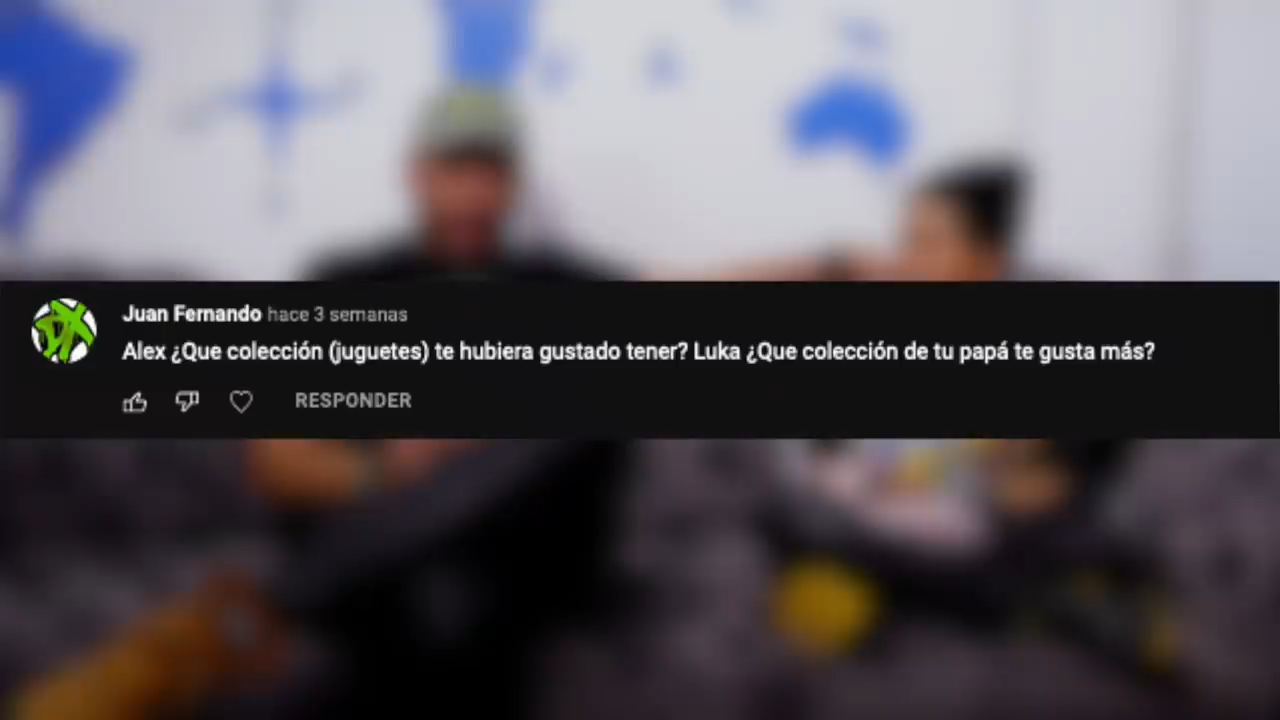 Juan Fernando hace 3 semanas
Alex ¿Que colección (juguetes) te hubiera gustado tener? Luka ¿Que colección de tu papá te gusta más?
RESPONDER